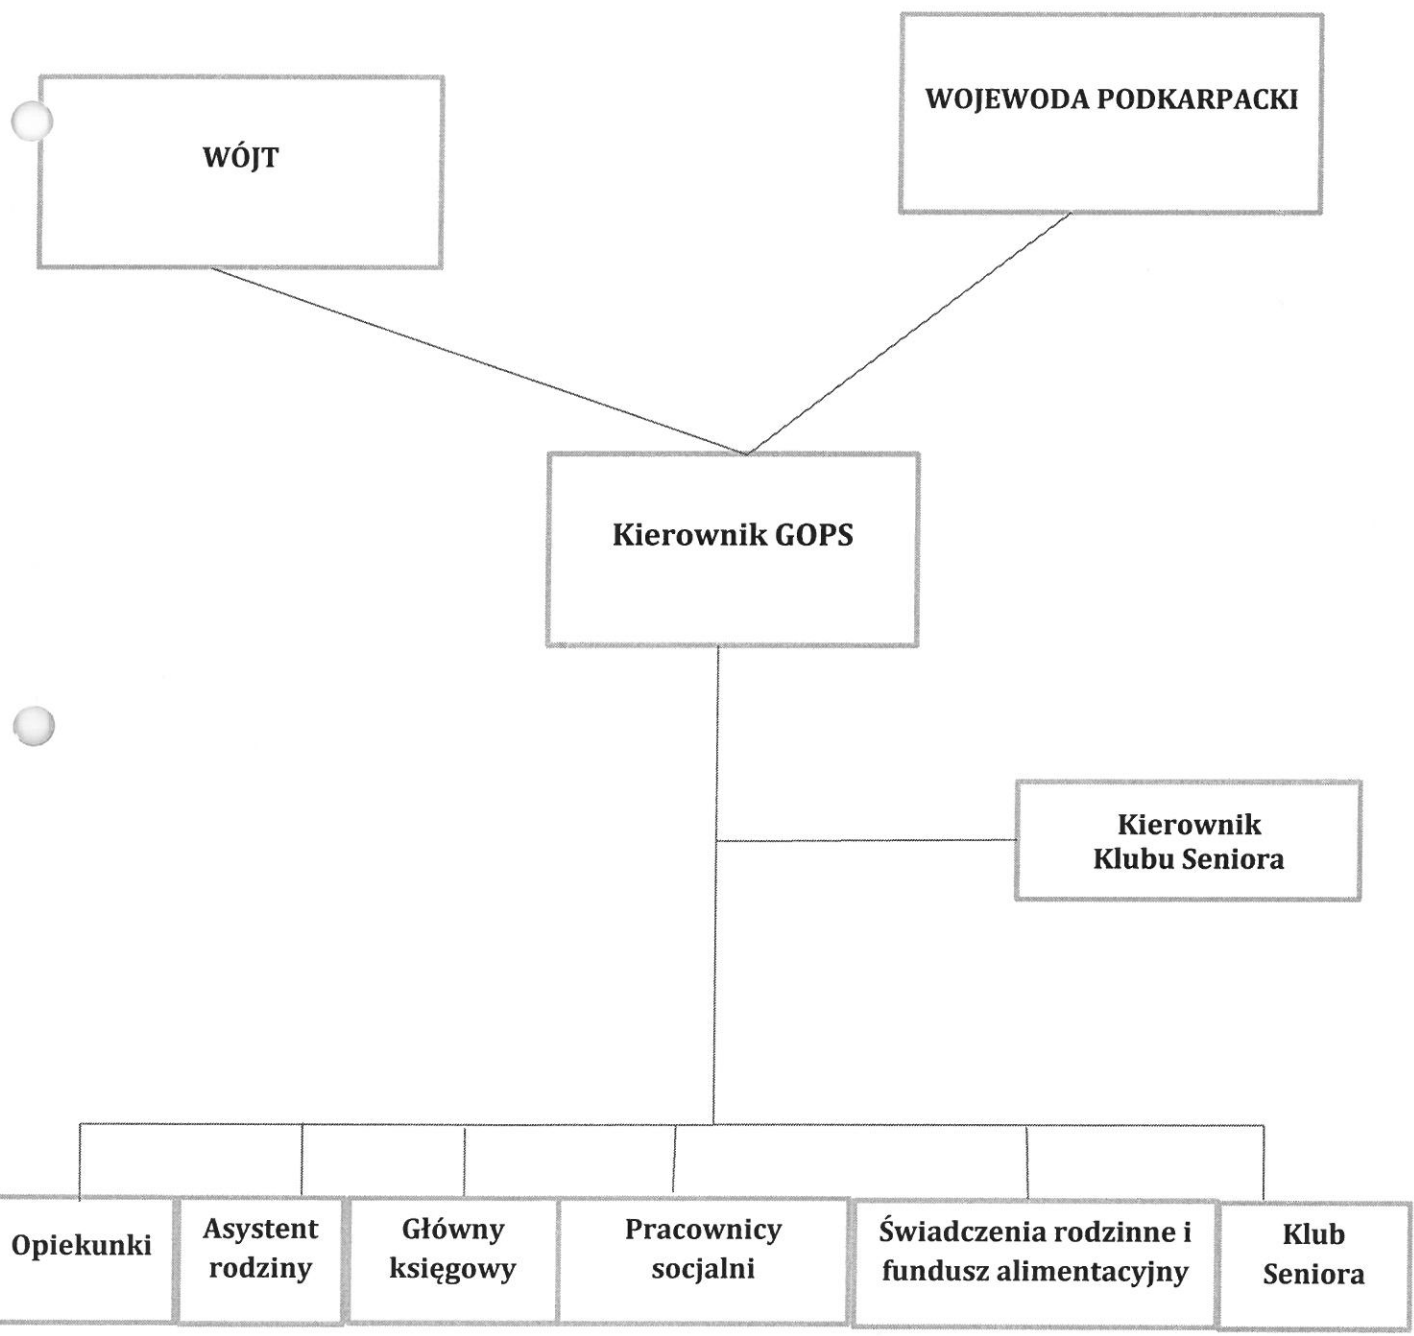 WÓJT
WOJEWODA PODKARPACKI
Kierownik GOPS
Kierownik
Klubu Seniora
Opiekunki
Asystent
rodziny
Główny
księgowy
Pracownicy
socjalni
Świadczenia rodzinne i
fundusz alimentacyjny
Klub
Seniora